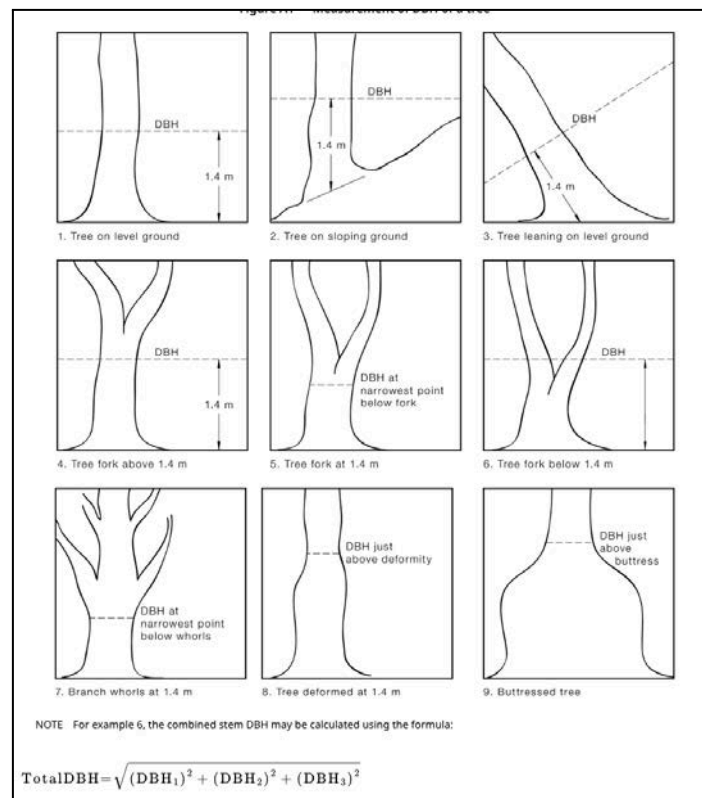 DBH
1.4 m
1. Tree on level ground
DBH
1.4 m
2. Tree on sloping ground
DBH
1.4 m
3. Tree leaning on level ground
DBH
1.4 m
4. Tree fork above 1.4 m
DBH at
narrowest point
below fork
5. Tree fork at 1.4 m
DBH
1.4 m
6. Tree fork below 1.4 m
DBH at
narrowest point
below whorls
7. Branch whorls at 1.4 m
DBH just
above deformity
8. Tree deformed at 1.4 m
DBH just
above
buttress
9. Buttressed tree
NOTE For example 6, the combined stem DBH may be calculated using the formula:
TotalDBH=√(DBH₁)² + (DBH₂)² + (DBH₃)²